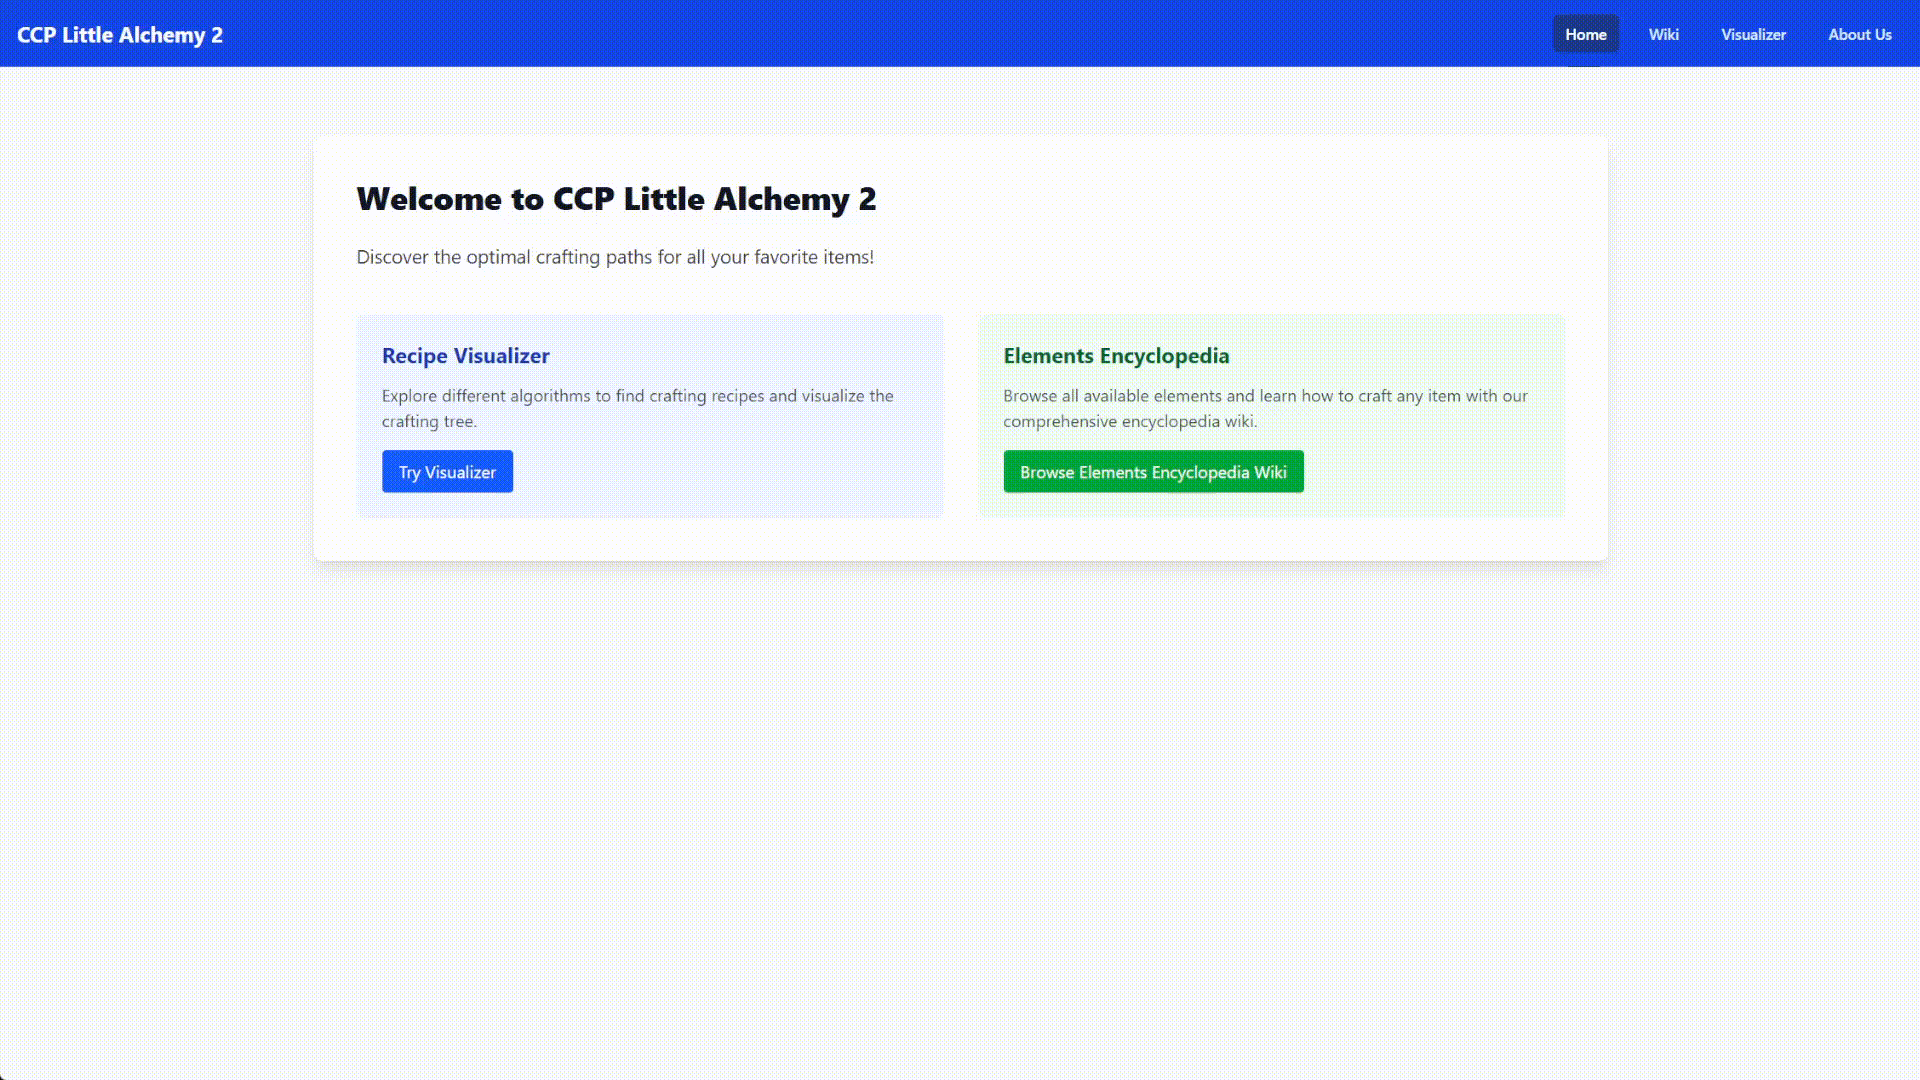 CCP Little Alchemy 2
Home
Wiki
Visualizer
About Us
Welcome to CCP Little Alchemy 2
Discover the optimal crafting paths for all your favorite items!
Recipe Visualizer
Explore different algorithms to find crafting recipes and visualize the
crafting tree.
Try Visualizer
Elements Encyclopedia
Browse all available elements and learn how to craft any item with our
comprehensive encyclopedia wiki.
Browse Elements Encyclopedia Wiki